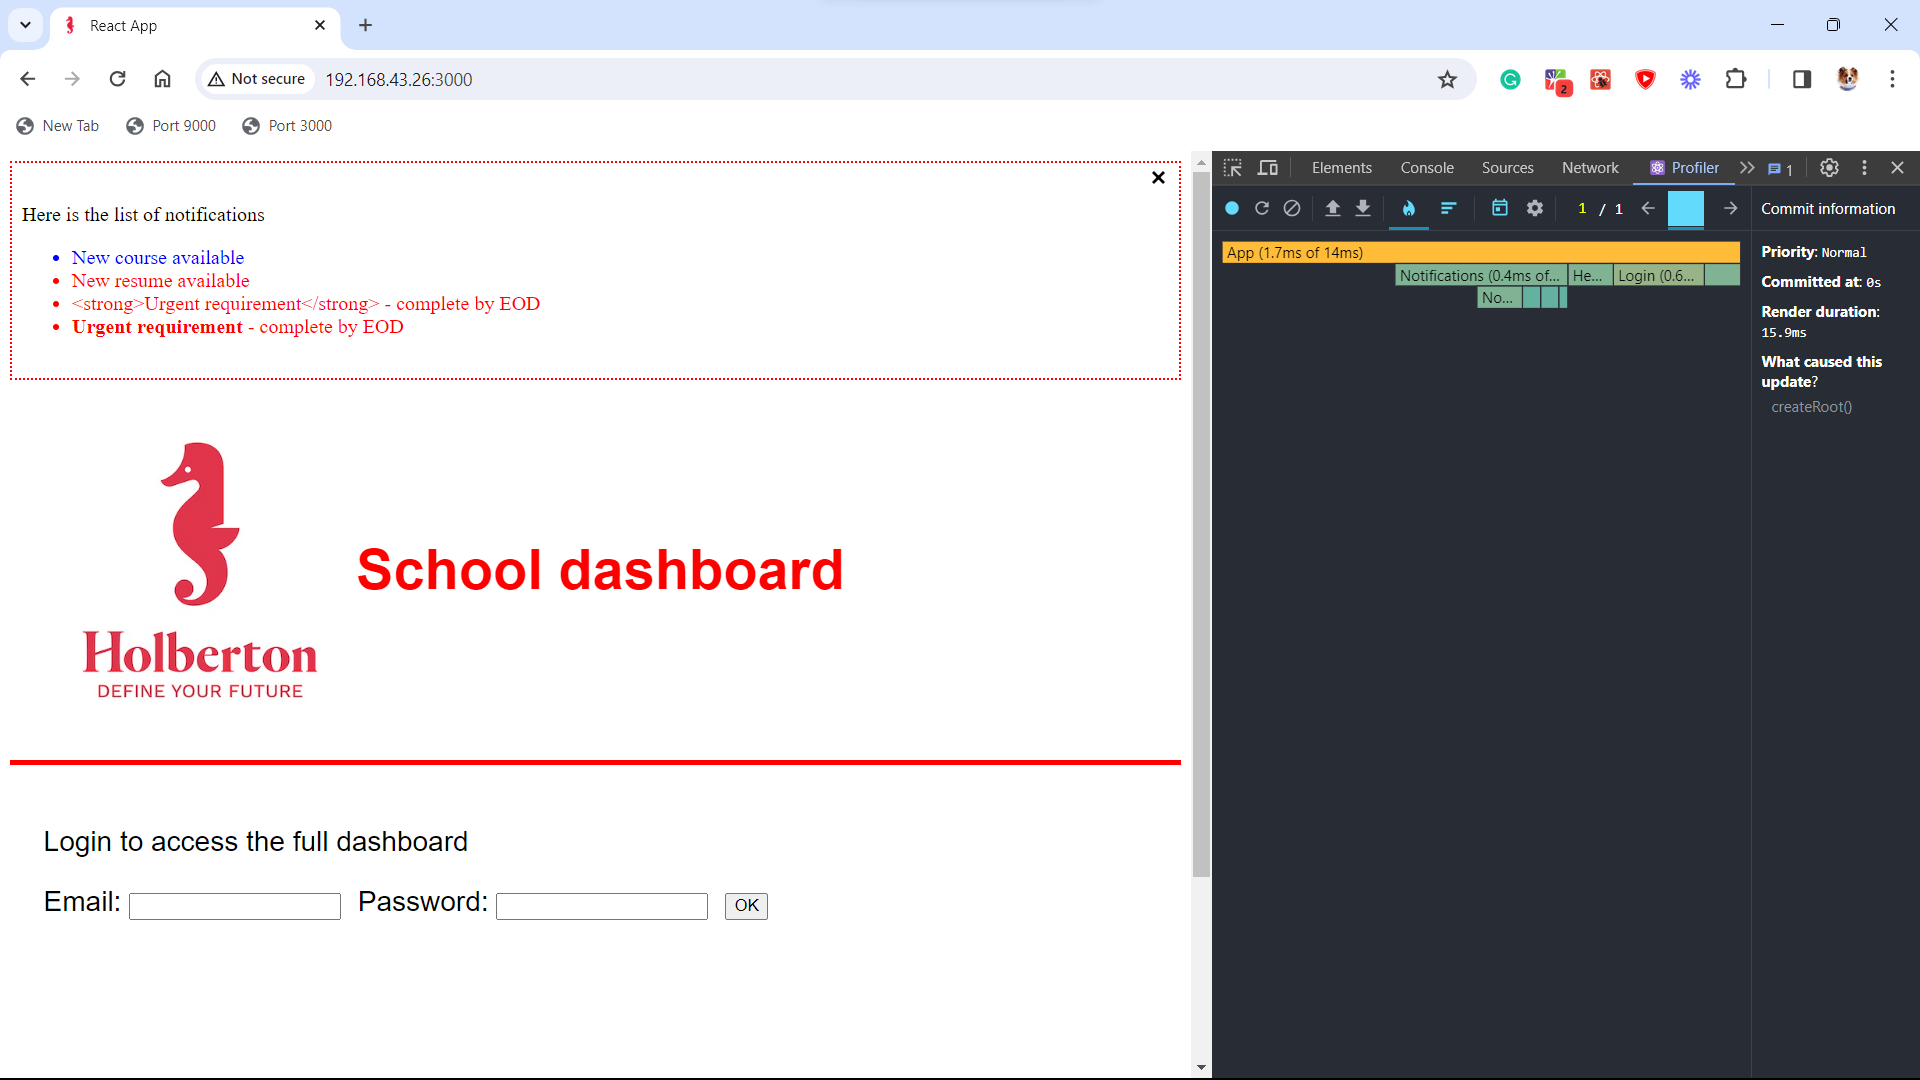 React App
Not secure
192.168.43.26:3000
2
New Tab
Port 9000
Port 3000
Here is the list of notifications
New course available
New resume available
<strong>Urgent requirement</strong> - complete by EOD
Urgent requirement - complete by EOD
Holberton
DEFINE YOUR FUTURE
School dashboard
Login to access the full dashboard
Email:
Password:
OK
Elements
Console
Sources
Network
Profiler
1
1 / 1
Commit information
App (1.7ms of 14ms)
Notifications (0.4ms of...
He...
Login (0.6...
No...
Priority: Normal
Committed at: 0s
Render duration:
15.9ms
What caused this
update?
createRoot()